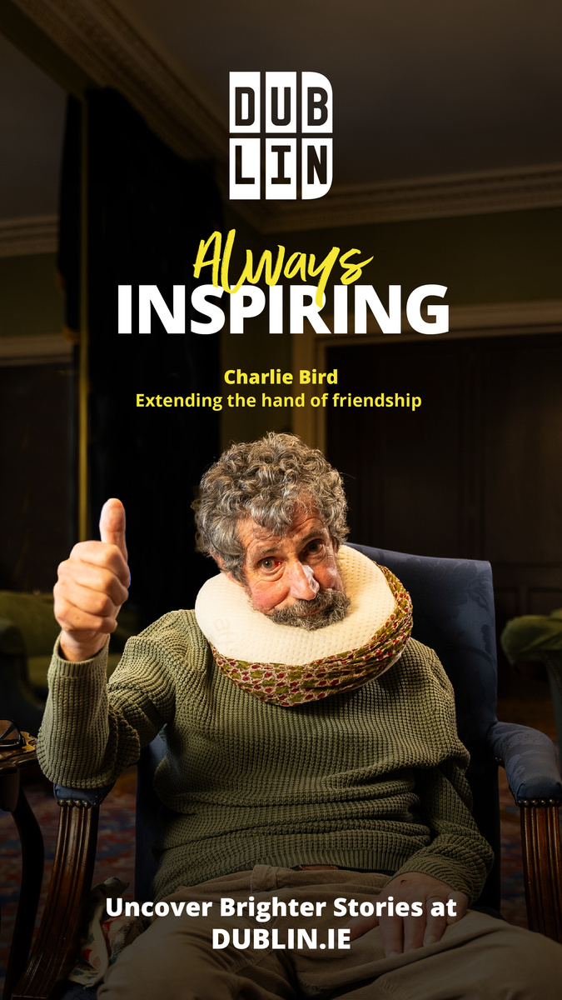 DUB
LIN
Always
INSPIRING
Charlie Bird
Extending the hand of friendship
Uncover Brighter Stories at
DUBLIN.IE